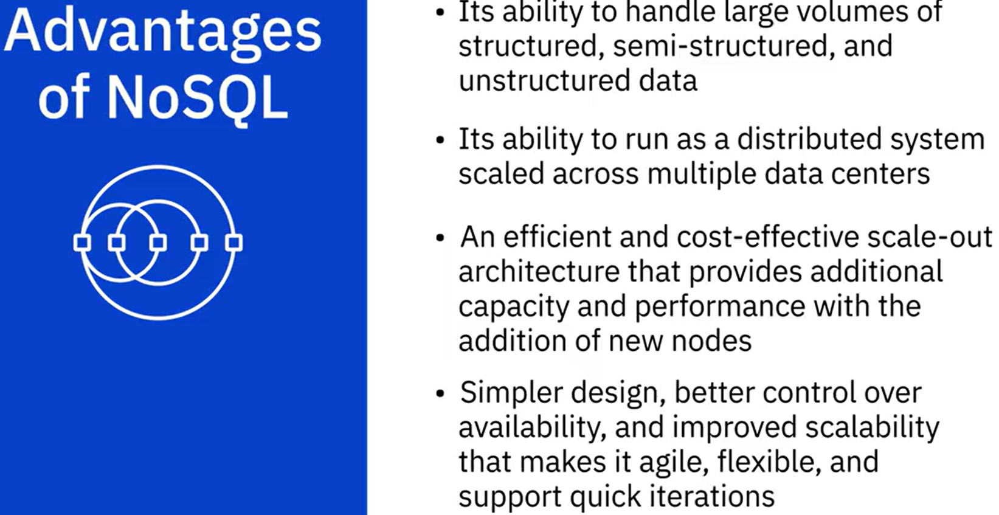 Advantages
of NoSQL
• Its ability to handle large volumes of
structured, semi-structured, and
unstructured data
• Its ability to run as a distributed system
scaled across multiple data centers
• An efficient and cost-effective scale-out
architecture that provides additional
capacity and performance with the
addition of new nodes
• Simpler design, better control over
availability, and improved scalability
that makes it agile, flexible, and
support quick iterations